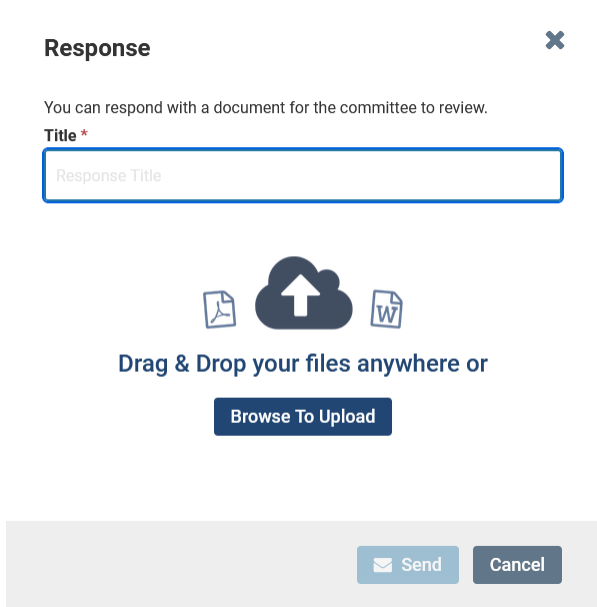 Response
You can respond with a document for the committee to review.
Title *
Response Title
W
Drag & Drop your files anywhere or
Browse To Upload
Send
Cancel